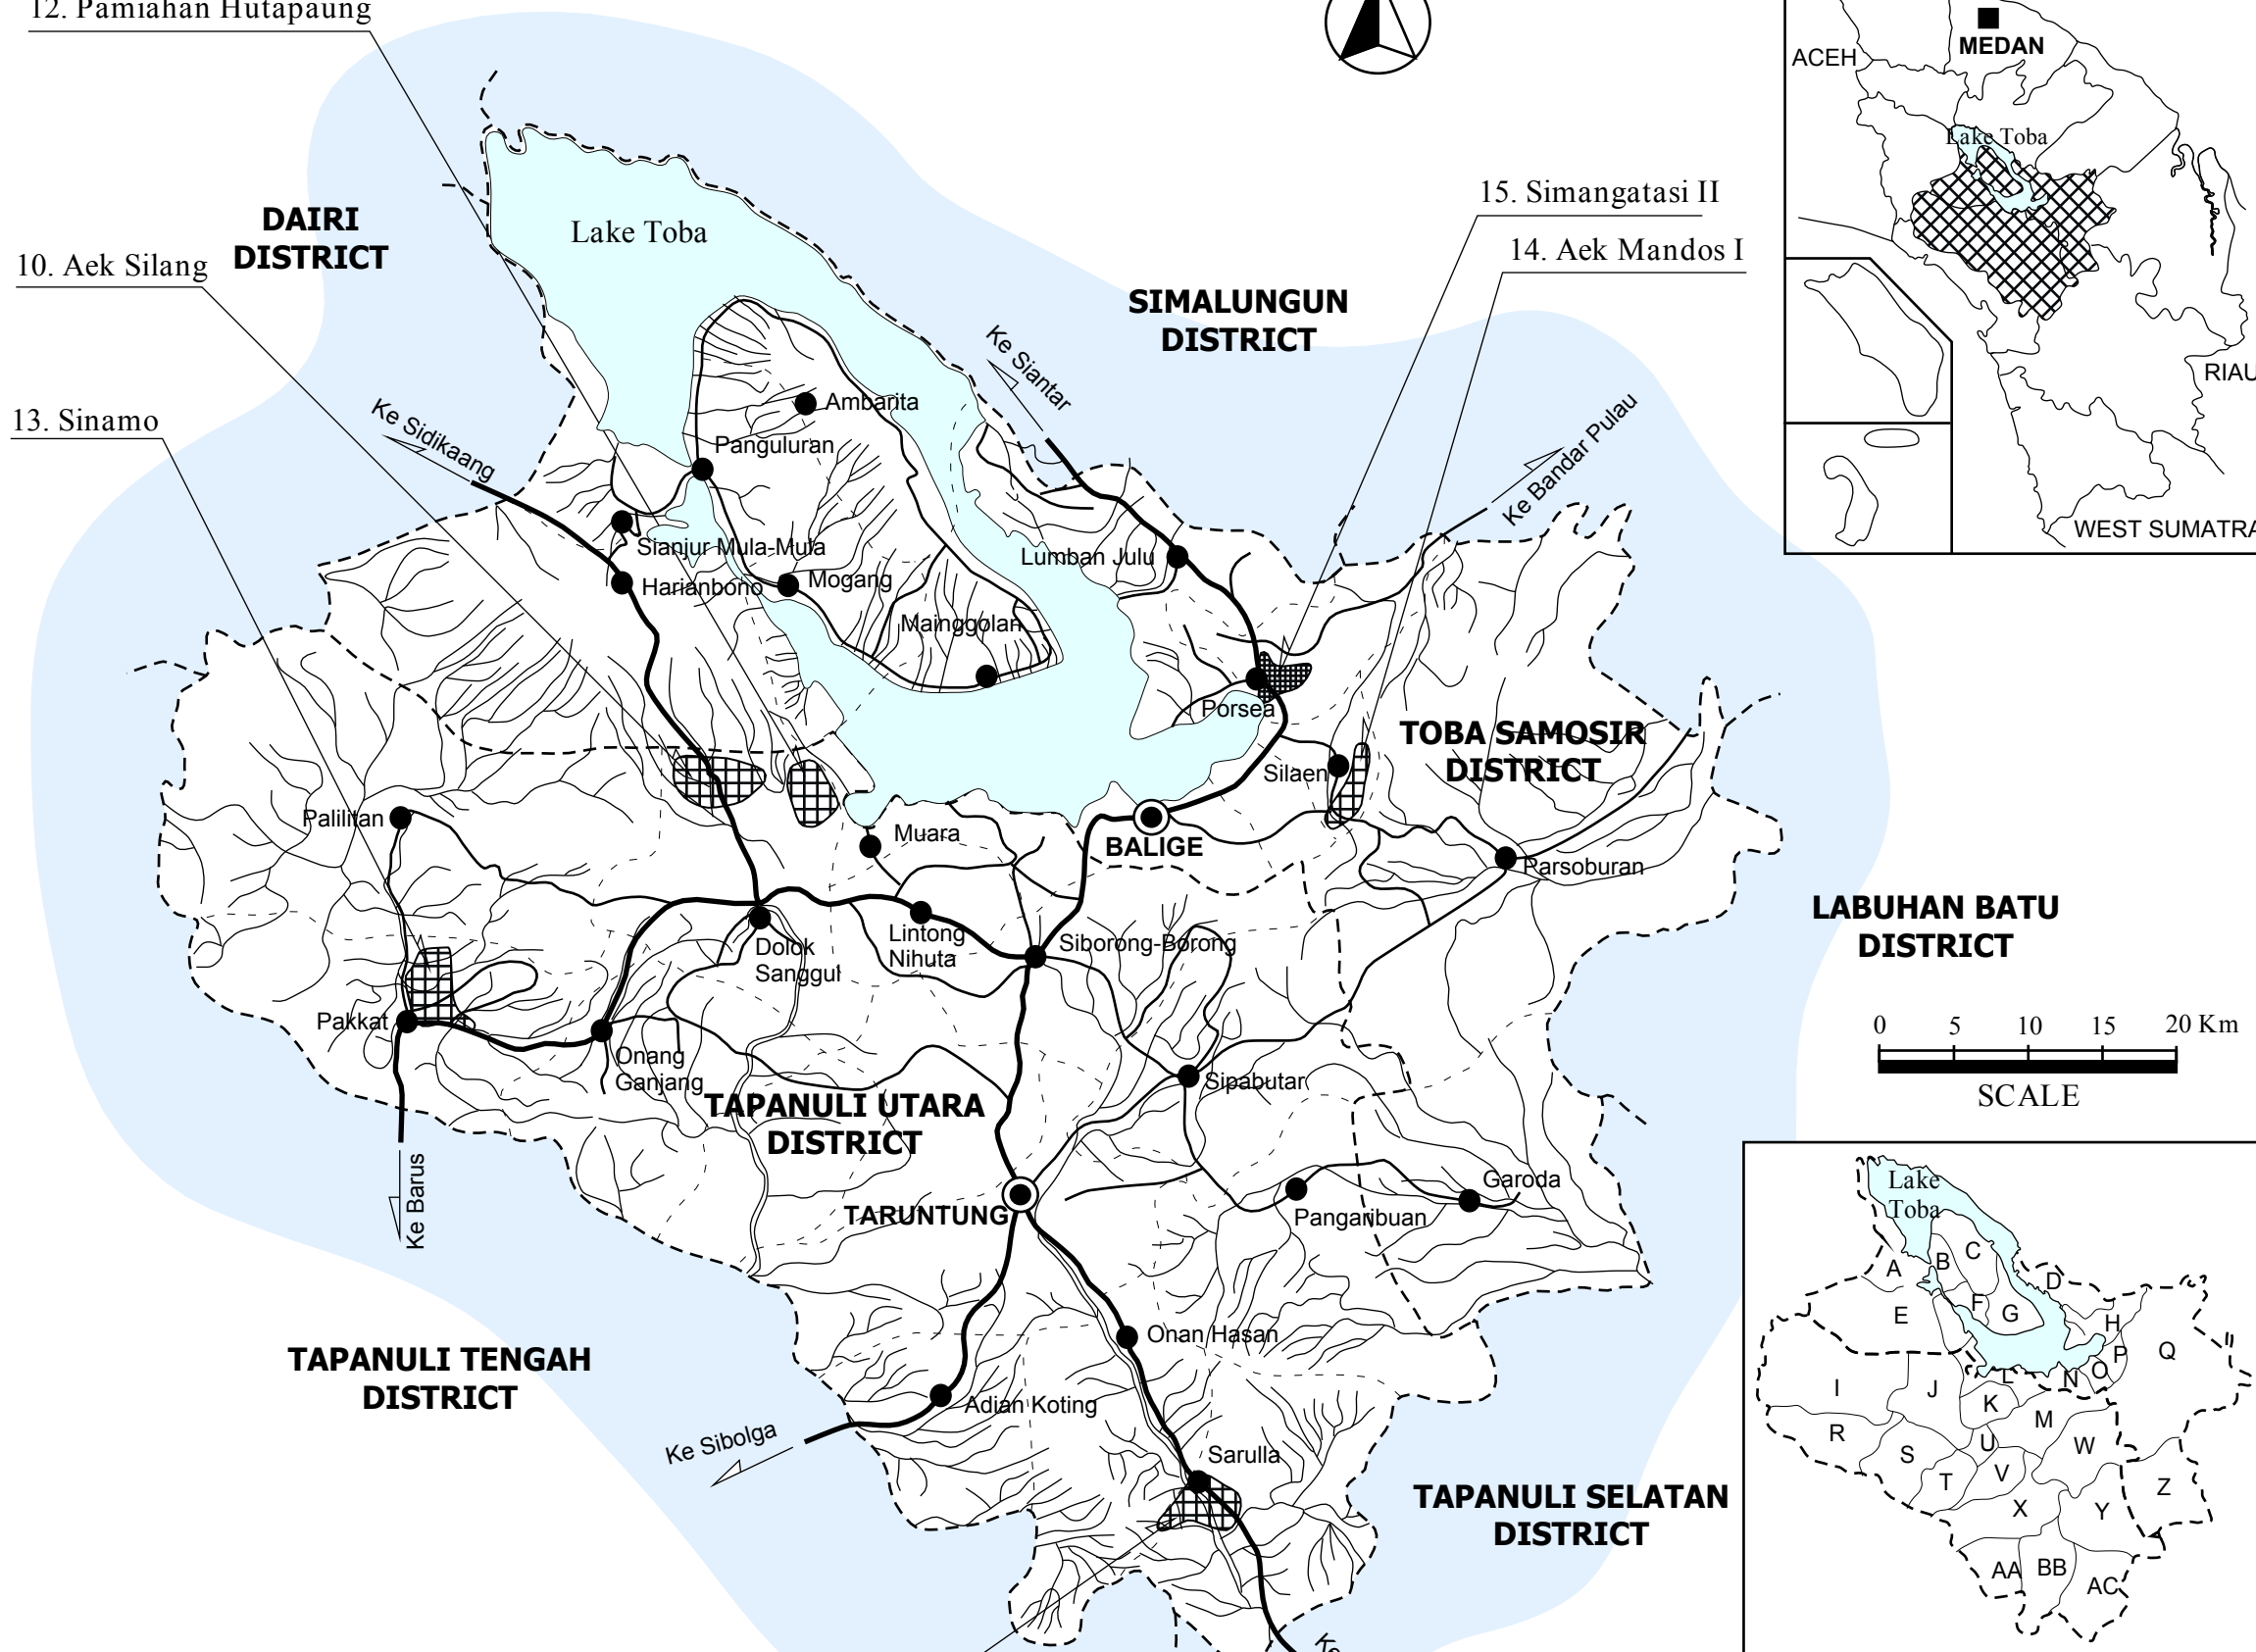 12. Pamiahan Hutapaung
MEDAN
ACEH
Lake Toba
RIAU
WEST SUMATRA
15. Simangatasi II
14. Aek Mandos I
DAIRI
DISTRICT
Lake Toba
10. Aek Silang
SIMALUNGUN
DISTRICT
Ke Siantar
13. Sinamo
Ke Sidikaang
Ambarita
Panguluran
Ke Bandar Pulau
Sianjur Mula-Mula
Harianbono
Mogang
Lumban Julu
Mainggolan
Porsea
TOBA SAMOSIR
DISTRICT
Silaen
Palilitan
Muara
BALIGE
Parsoburan
LABUHAN BATU
DISTRICT
Dolok
Sanggul
Lintong
Nihuta
Siborong-Borong
Pakkat
Onang
Ganjang
0 5 10 15 20 Km
SCALE
TAPANULI UTARA
DISTRICT
Sipabutar
Ke Barus
TARUNTUNG
Pangaribuan
Garoda
TAPANULI TENGAH
DISTRICT
Onan Hasan
Adian Koting
Ke Sibolga
Sarulla
TAPANULI SELATAN
DISTRICT
Ke
Lake
Toba
A
B
C
D
E
F
G
H
I
J
K
L
M
N
O
P
Q
R
S
T
U
V
W
X
Y
Z
AA
BB
AC